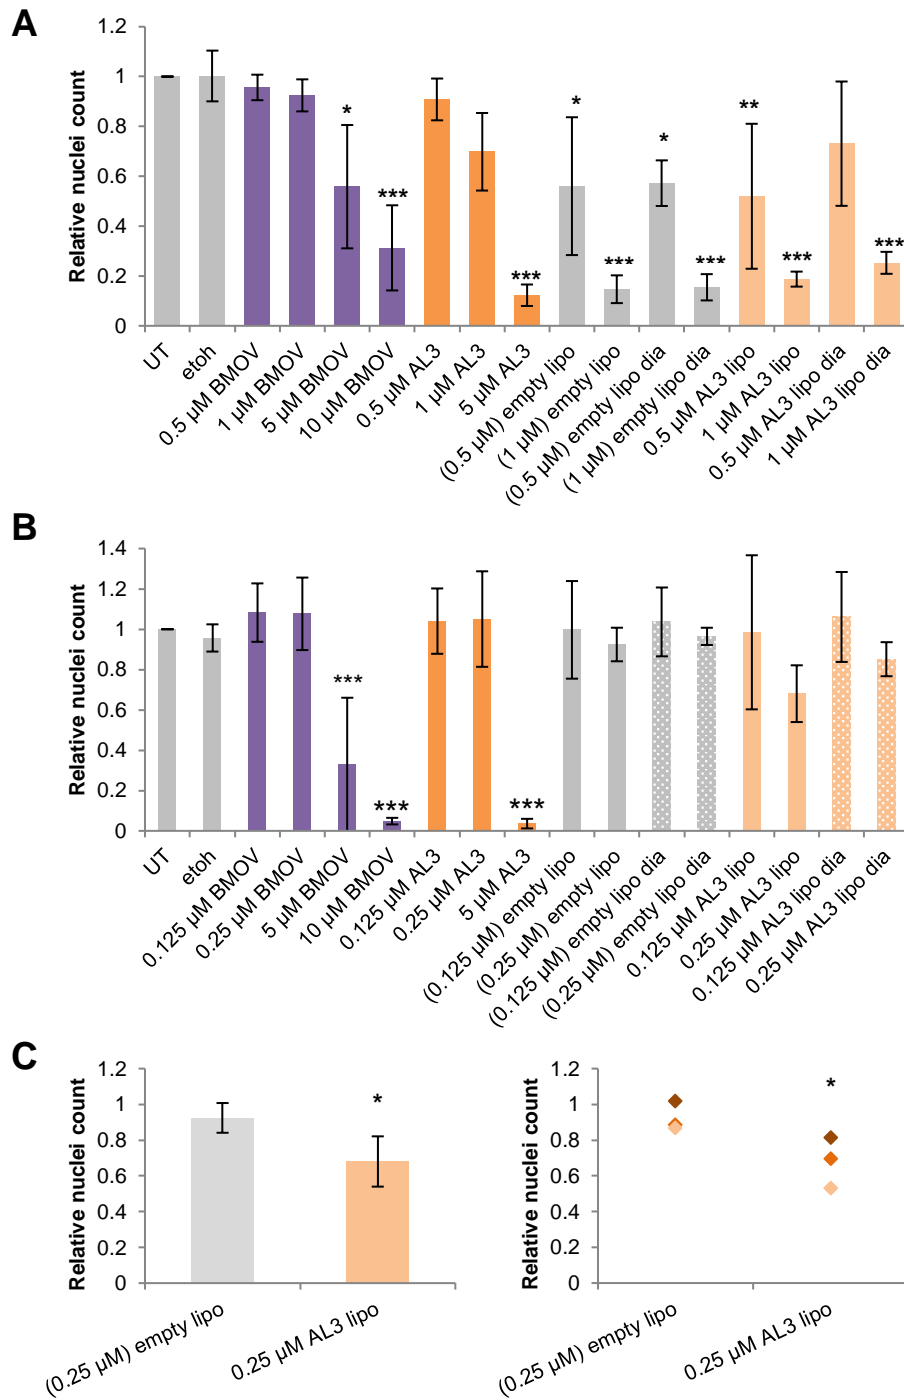 A
Relative nuclei count
1.2
1
0.8
0.6
0.4
0.2
0
*
***
***
*
***
*
***
**
***
***
UT
etoh
0.5 µM BMOV
1 µM BMOV
5 µM BMOV
10 µM BMOV
0.5 µM AL3
1 µM AL3
5 µM AL3
(0.5 µM) empty lipo
(1 µM) empty lipo
(0.5 µM) empty lipo dia
(1 µM) empty lipo dia
0.5 µM AL3 lipo
1 µM AL3 lipo
0.5 µM AL3 lipo dia
1 µM AL3 lipo dia
B
Relative nuclei count
1.4
1.2
1
0.8
0.6
0.4
0.2
0
***
***
***
UT
etoh
0.125 µM BMOV
0.25 µM BMOV
5 µM BMOV
10 µM BMOV
0.125 µM AL3
0.25 µM AL3
5 µM AL3
(0.125 µM) empty lipo
(0.25 µM) empty lipo
(0.125 µM) empty lipo dia
(0.25 µM) empty lipo dia
0.125 µM AL3 lipo
0.25 µM AL3 lipo
0.125 µM AL3 lipo dia
0.25 µM AL3 lipo dia
C
Relative nuclei count
1.2
1
0.8
0.6
0.4
0.2
0
*
(0.25 µM) empty lipo
0.25 µM AL3 lipo
Relative nuclei count
1.2
1
0.8
0.6
0.4
0.2
0
*
(0.25 µM) empty lipo
0.25 µM AL3 lipo